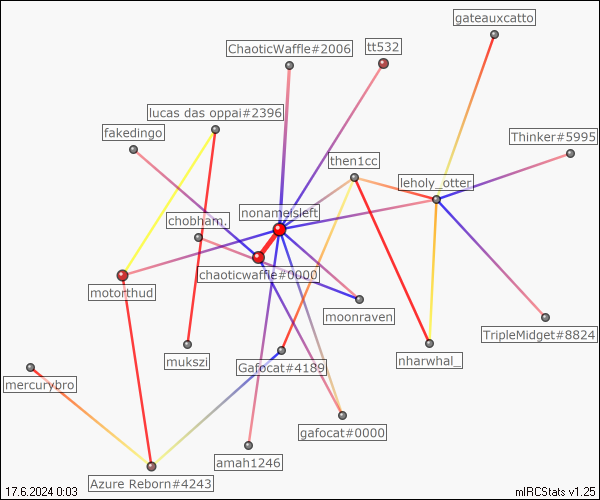 gateauxcatto
ChaoticWaffle#2006
tt532
lucas das oppai#2396
fakedingo
Thinker#5995
then1cc
leholy_otter
nonameisleft
chobham.
chaoticwaffle#0000
motorthud
moonraven
TripleMidget#8824
mukszi
Gafocat#4189
nharwhal_
mercurybro
gafocat#0000
amah1246
Azure Reborn#4243
17.6.2024 0:03
mIRCStats v1.25